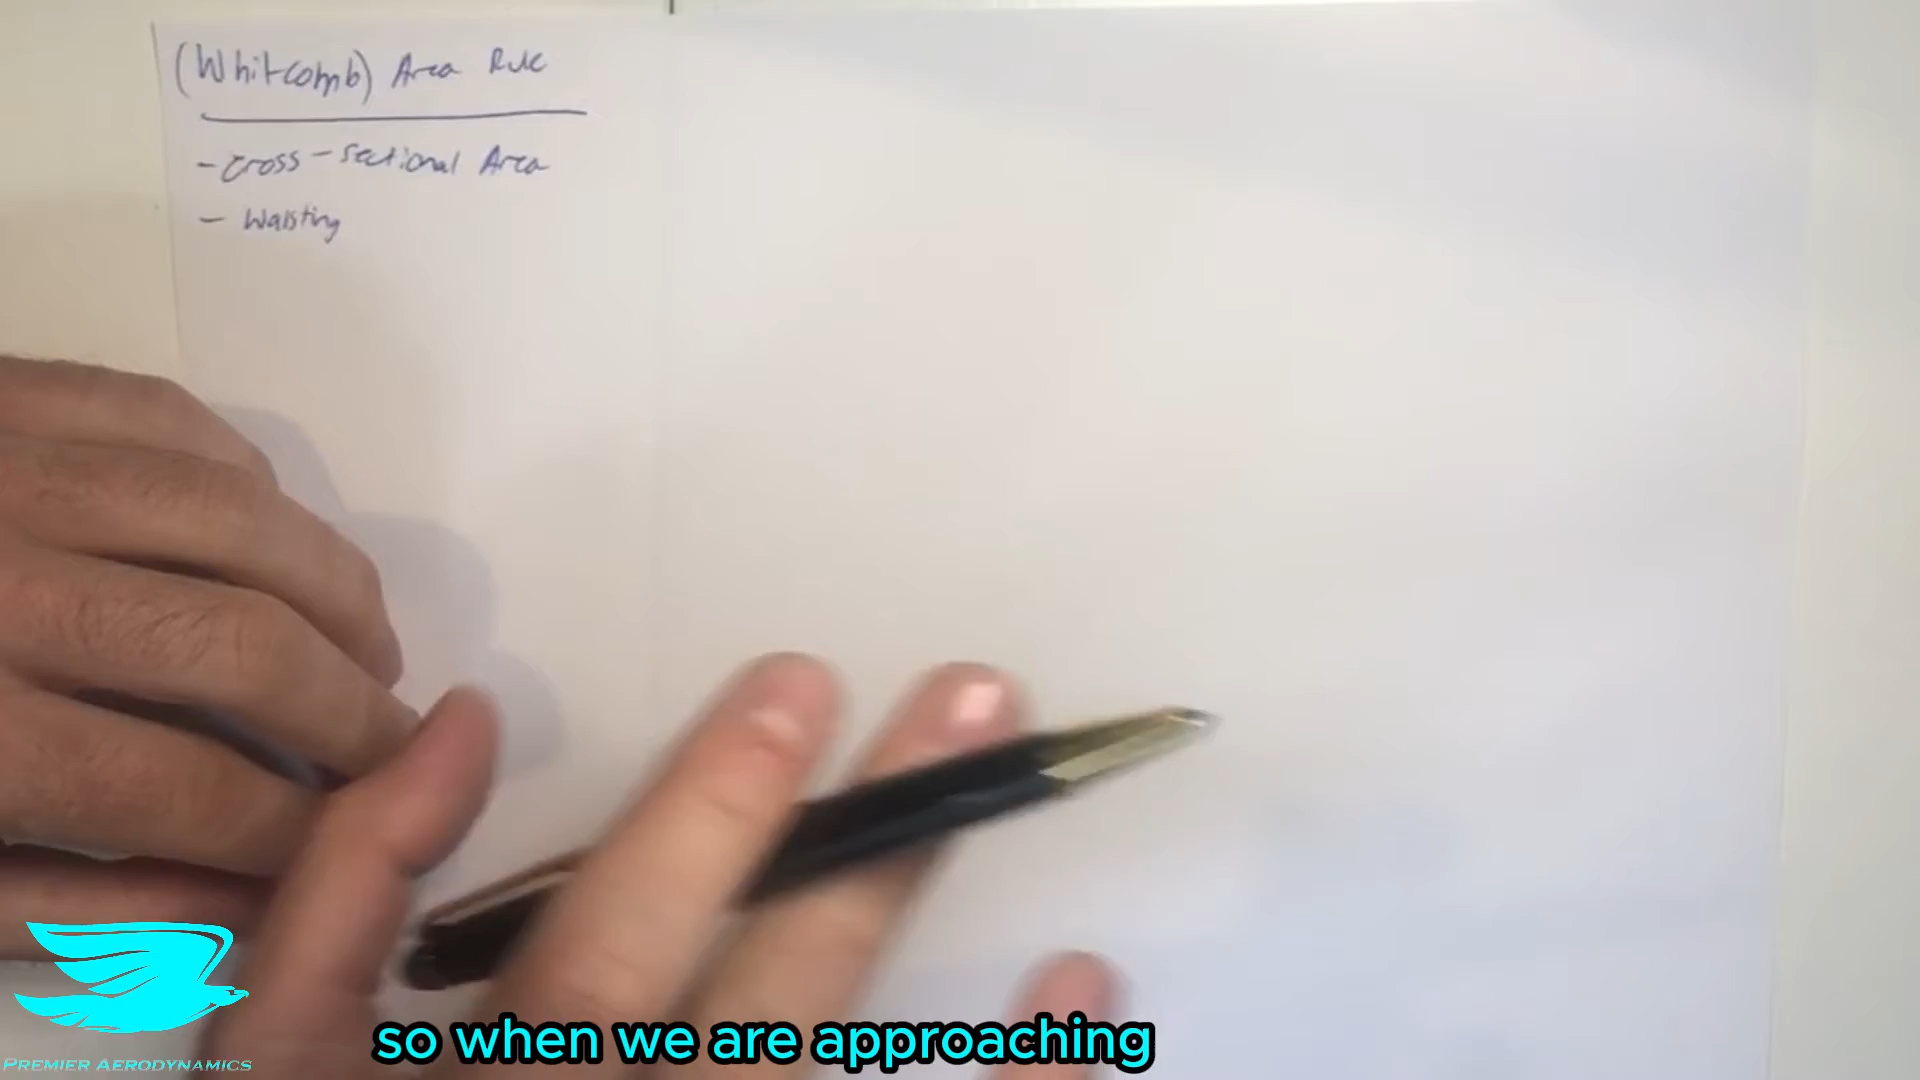 (Whitcomb) Area Rule
- Cross-sectional Area
- Waisting
PREMIER AERODYNAMICS
so when we are approaching